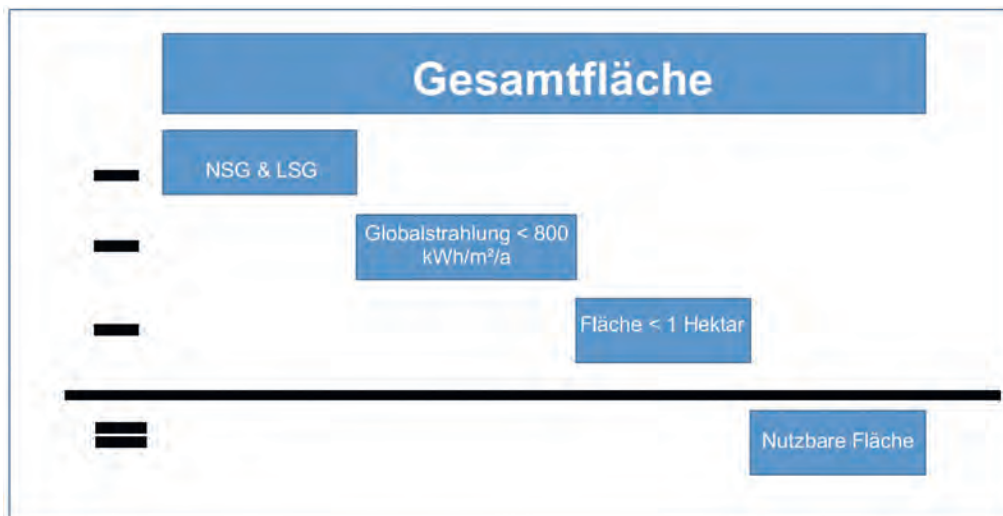 Gesamtfläche
NSG & LSG
Globalstrahlung < 800
kWh/m²/a
Fläche < 1 Hektar
Nutzbare Fläche